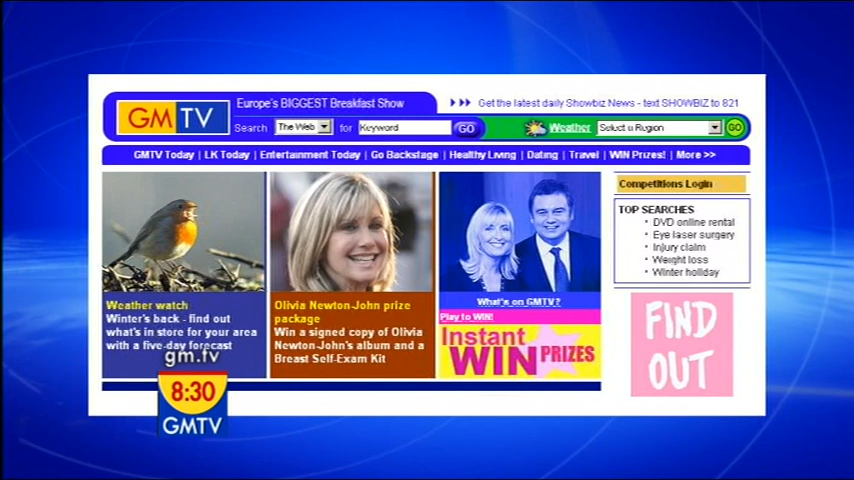 GMTV
Europe's BIGGEST Breakfast Show
Get the latest daily Showbiz News - text SHOWBIZ to 821
Search The Web for Keyword GO
Weather Select a Region GO
GMTV Today | LK Today | Entertainment Today | Go Backstage | Healthy Living | Dating | Travel | WIN Prizes! | More >>
Weather watch
Winter's back - find out
what's in store for your area
with a five-day forecast
Olivia Newton-John prize
package
Win a signed copy of Olivia
Newton-John's album and a
Breast Self-Exam Kit
What's on GMTV?
Play to WIN!
Instant
WIN PRIZES
Competitions Login
TOP SEARCHES
• DVD online rental
• Eye laser surgery
• Injury claim
• Weight loss
• Winter holiday
FIND
OUT
gm.tv
8:30
GMTV